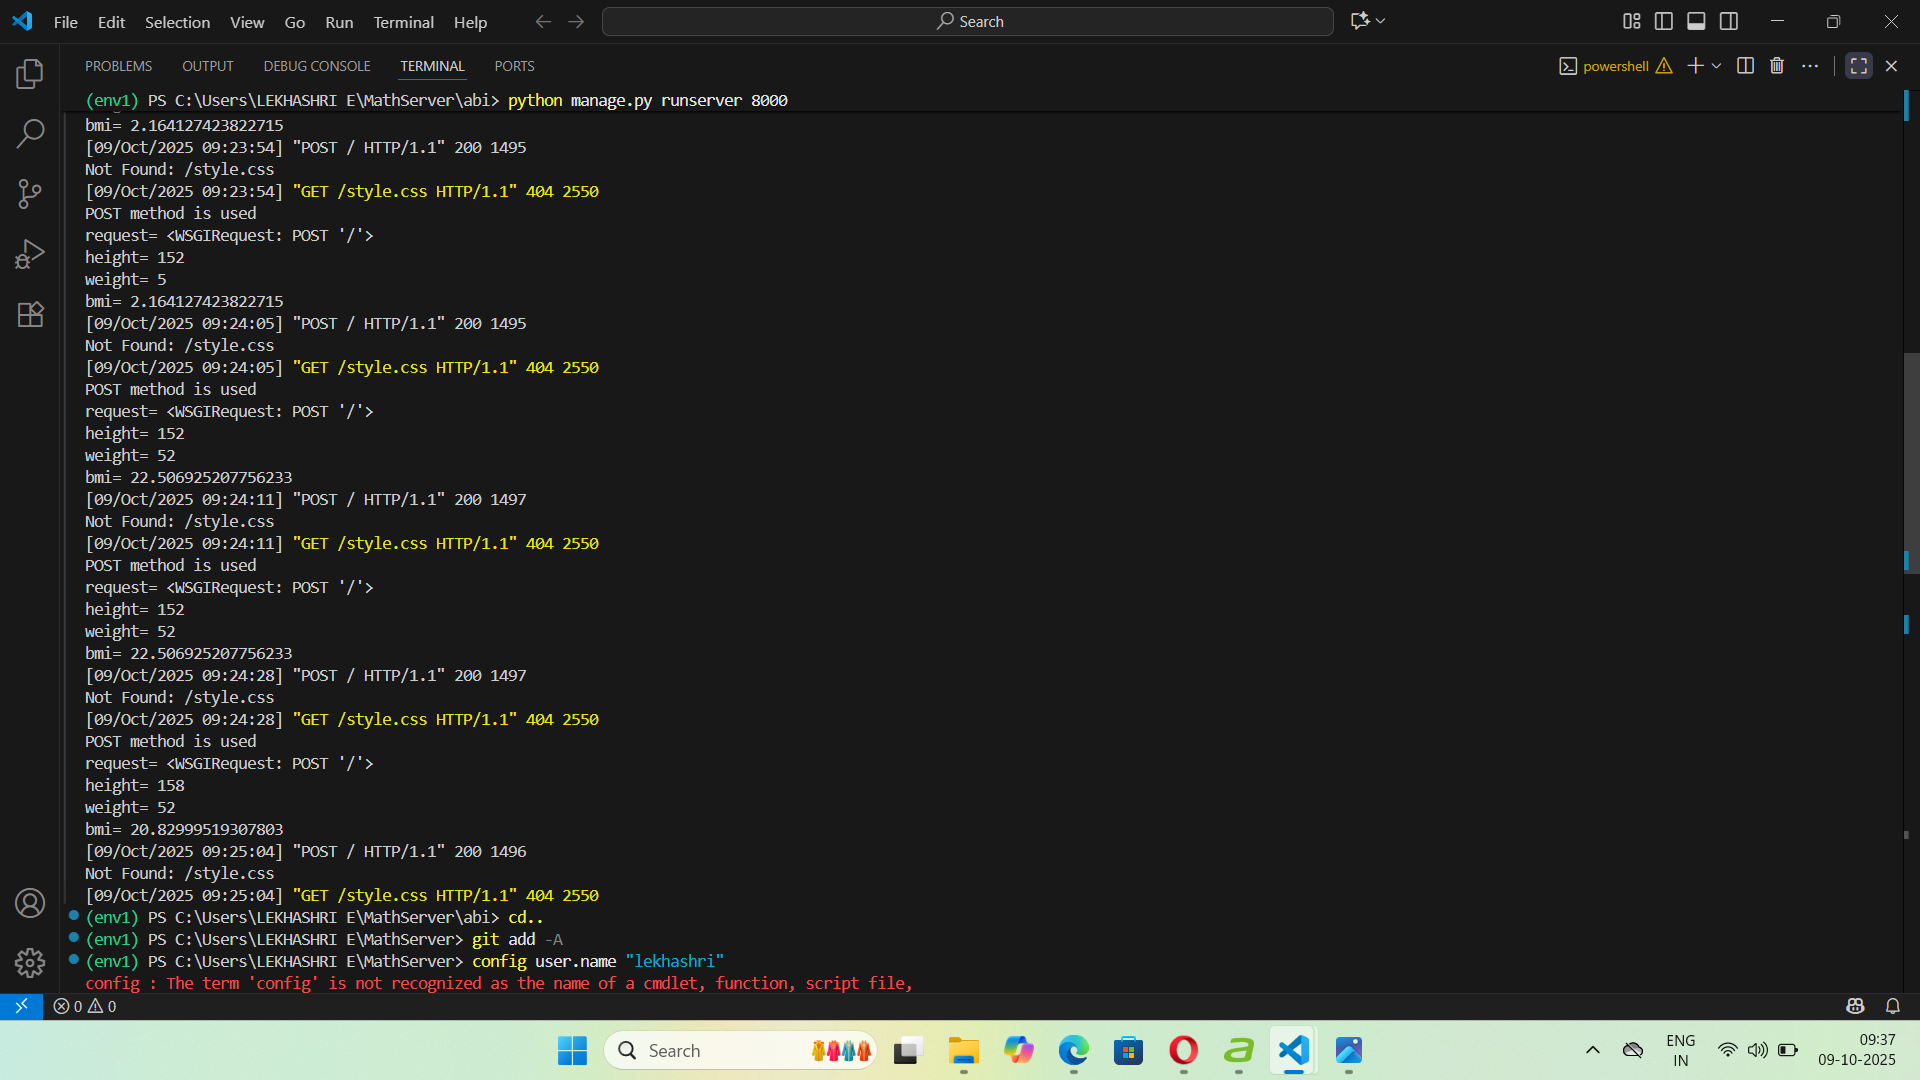 File Edit Selection View Go Run Terminal Help
Search
PROBLEMS OUTPUT DEBUG CONSOLE TERMINAL PORTS
powershell
(env1) PS C:\Users\LEKHASHRI E\MathServer\abi> python manage.py runserver 8000
bmi= 2.164127423822715
[09/Oct/2025 09:23:54] "POST / HTTP/1.1" 200 1495
Not Found: /style.css
[09/Oct/2025 09:23:54] "GET /style.css HTTP/1.1" 404 2550
POST method is used
request= <WSGIRequest: POST '/'>
height= 152
weight= 5
bmi= 2.164127423822715
[09/Oct/2025 09:24:05] "POST / HTTP/1.1" 200 1495
Not Found: /style.css
[09/Oct/2025 09:24:05] "GET /style.css HTTP/1.1" 404 2550
POST method is used
request= <WSGIRequest: POST '/'>
height= 152
weight= 52
bmi= 22.506925207756233
[09/Oct/2025 09:24:11] "POST / HTTP/1.1" 200 1497
Not Found: /style.css
[09/Oct/2025 09:24:11] "GET /style.css HTTP/1.1" 404 2550
POST method is used
request= <WSGIRequest: POST '/'>
height= 152
weight= 52
bmi= 22.506925207756233
[09/Oct/2025 09:24:28] "POST / HTTP/1.1" 200 1497
Not Found: /style.css
[09/Oct/2025 09:24:28] "GET /style.css HTTP/1.1" 404 2550
POST method is used
request= <WSGIRequest: POST '/'>
height= 158
weight= 52
bmi= 20.82999519307803
[09/Oct/2025 09:25:04] "POST / HTTP/1.1" 200 1496
Not Found: /style.css
[09/Oct/2025 09:25:04] "GET /style.css HTTP/1.1" 404 2550
(env1) PS C:\Users\LEKHASHRI E\MathServer\abi> cd..
(env1) PS C:\Users\LEKHASHRI E\MathServer> git add -A
(env1) PS C:\Users\LEKHASHRI E\MathServer> config user.name "lekhashri"
config : The term 'config' is not recognized as the name of a cmdlet, function, script file,
0 0
Search
ENG
IN
09:37
09-10-2025